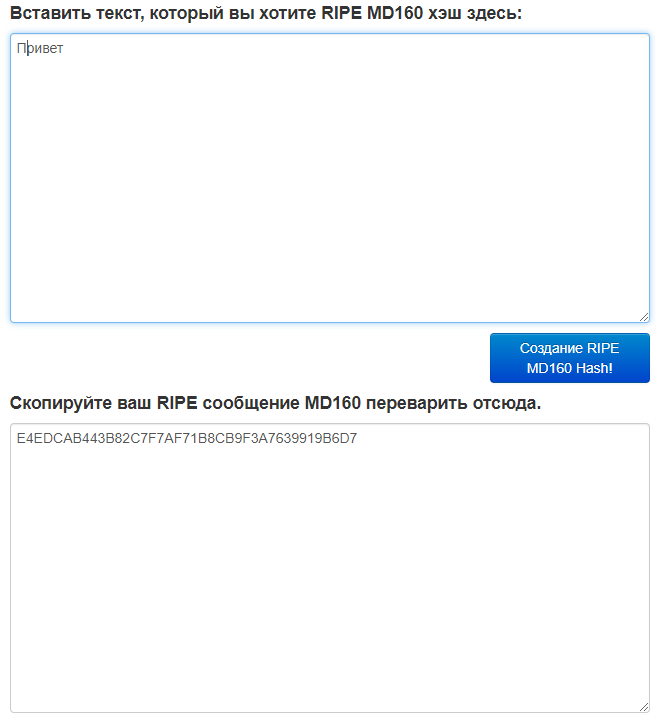 Вставить текст, который вы хотите RIPE MD160 хэш здесь:
Привет
Создание RIPE
MD160 Hash!
Скопируйте ваш RIPE сообщение MD160 переварить отсюда.
E4EDCAB443B82C7F7AF71B8CB9F3A7639919B6D7